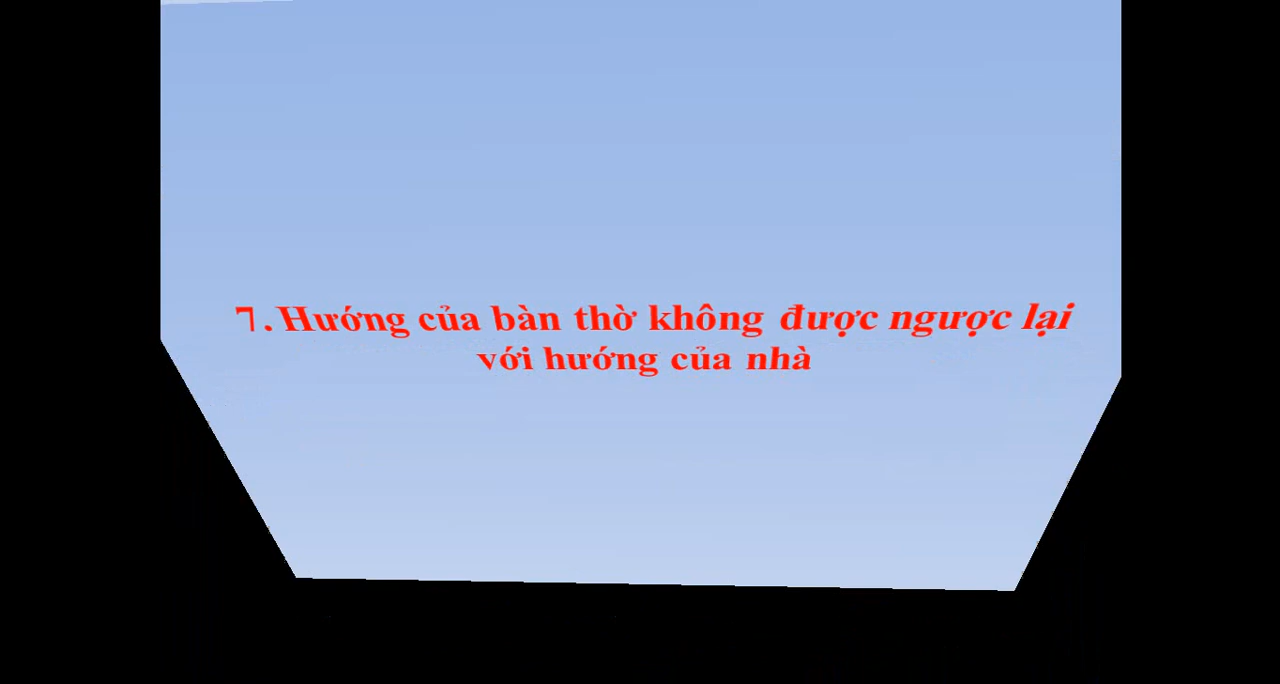 7. Hướng của bàn thờ không được ngược lại
với hướng của nhà